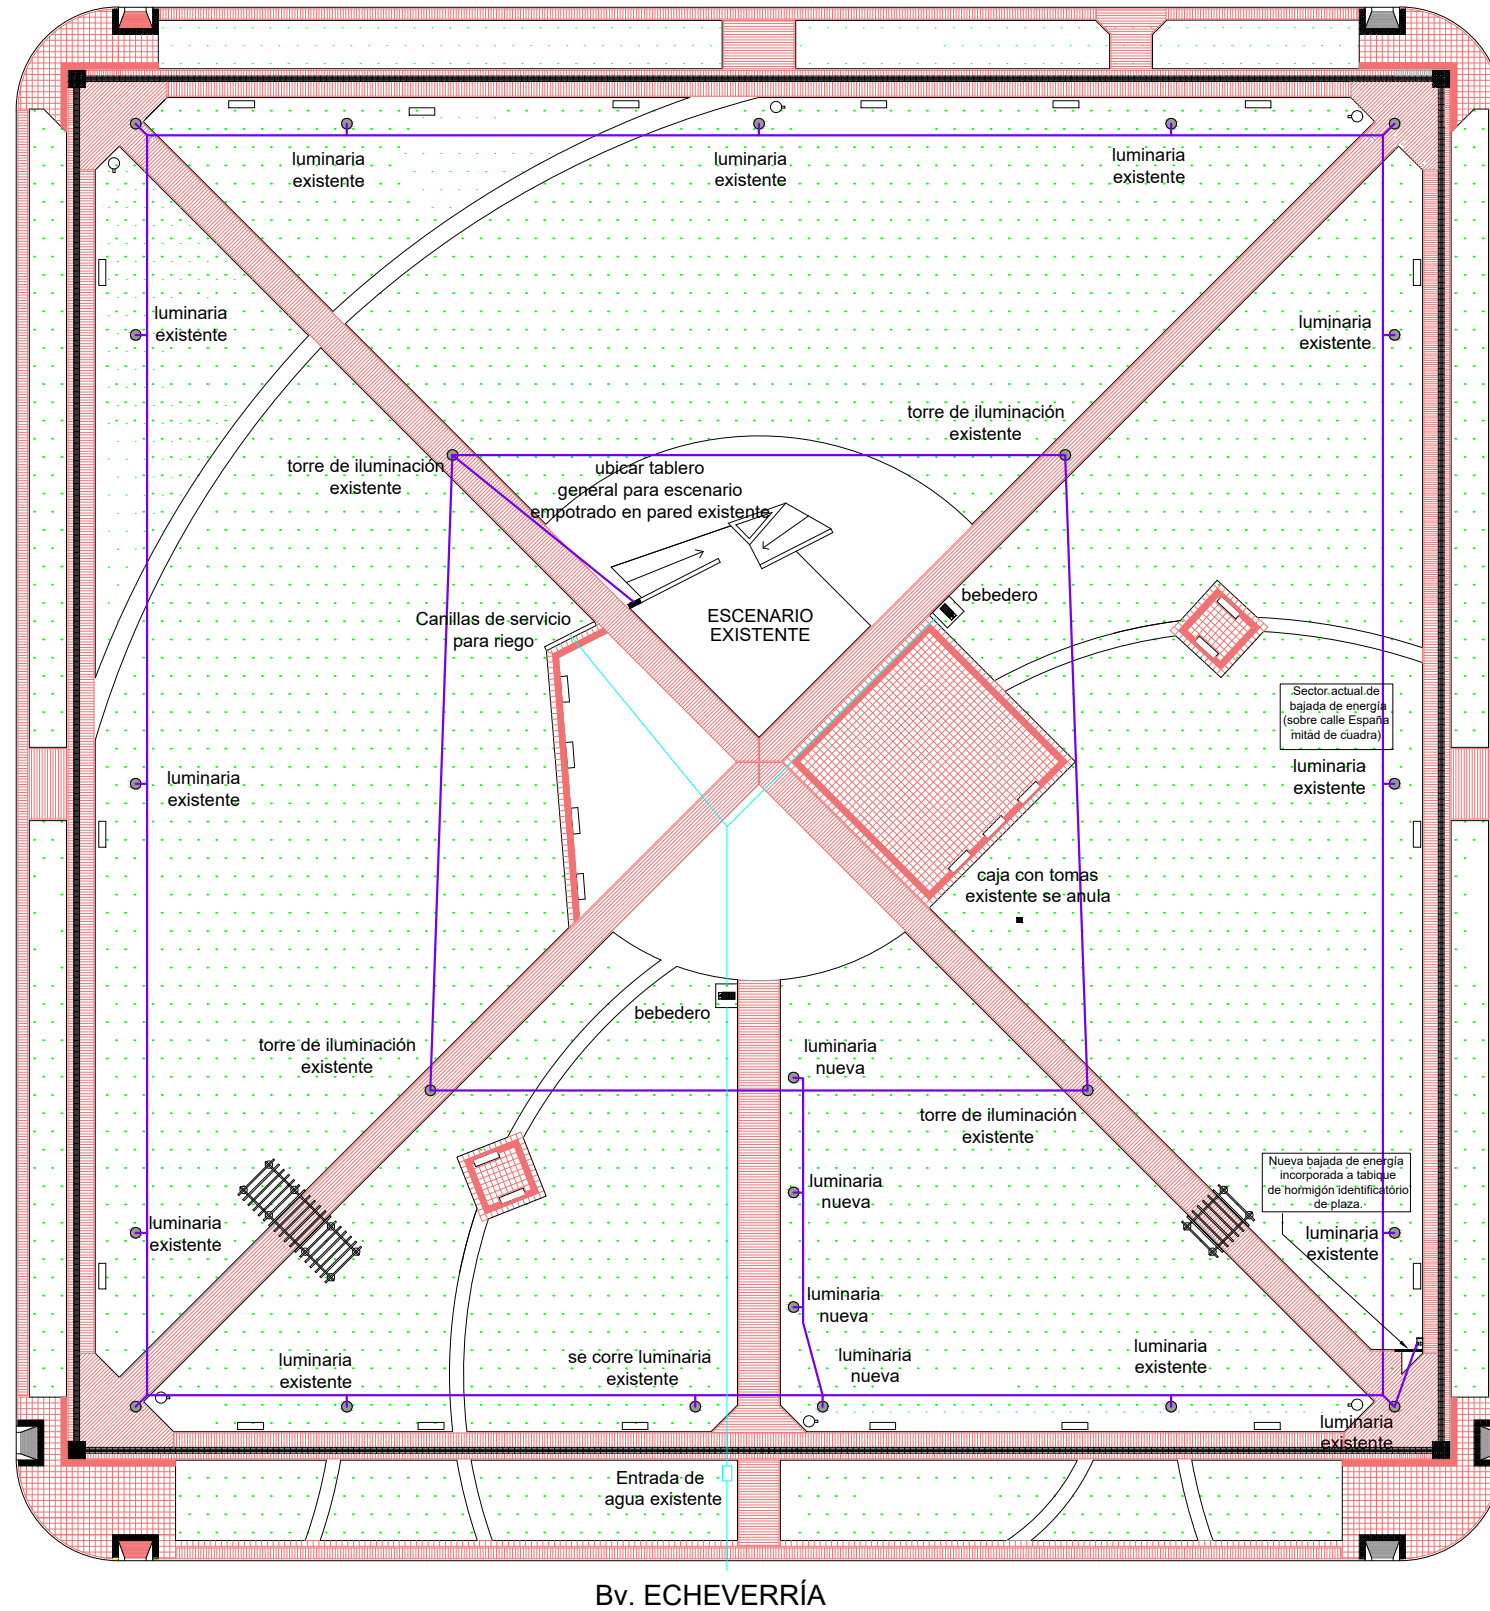 luminaria
existente
luminaria
existente
luminaria
existente
luminaria
existente
luminaria
existente
torre de iluminación
existente
torre de iluminación
existente
ubicar tablero
general para escenario
empotrado en pared existente
Canillas de servicio
para riego
ESCENARIO
EXISTENTE
bebedero
Sector actual de
bajada de energía
(sobre calle España
mitad de cuadra)
luminaria
existente
luminaria
existente
caja con tomas
existente se anula
bebedero
torre de iluminación
existente
luminaria
nueva
torre de iluminación
existente
Nueva bajada de energía
incorporada a tabique
de hormigón identificatorio
de plaza.
luminaria
nueva
luminaria
existente
luminaria
existente
luminaria
nueva
luminaria
existente
se corre luminaria
existente
luminaria
nueva
luminaria
existente
luminaria
existente
Entrada de
agua existente
Bv. ECHEVERRÍA